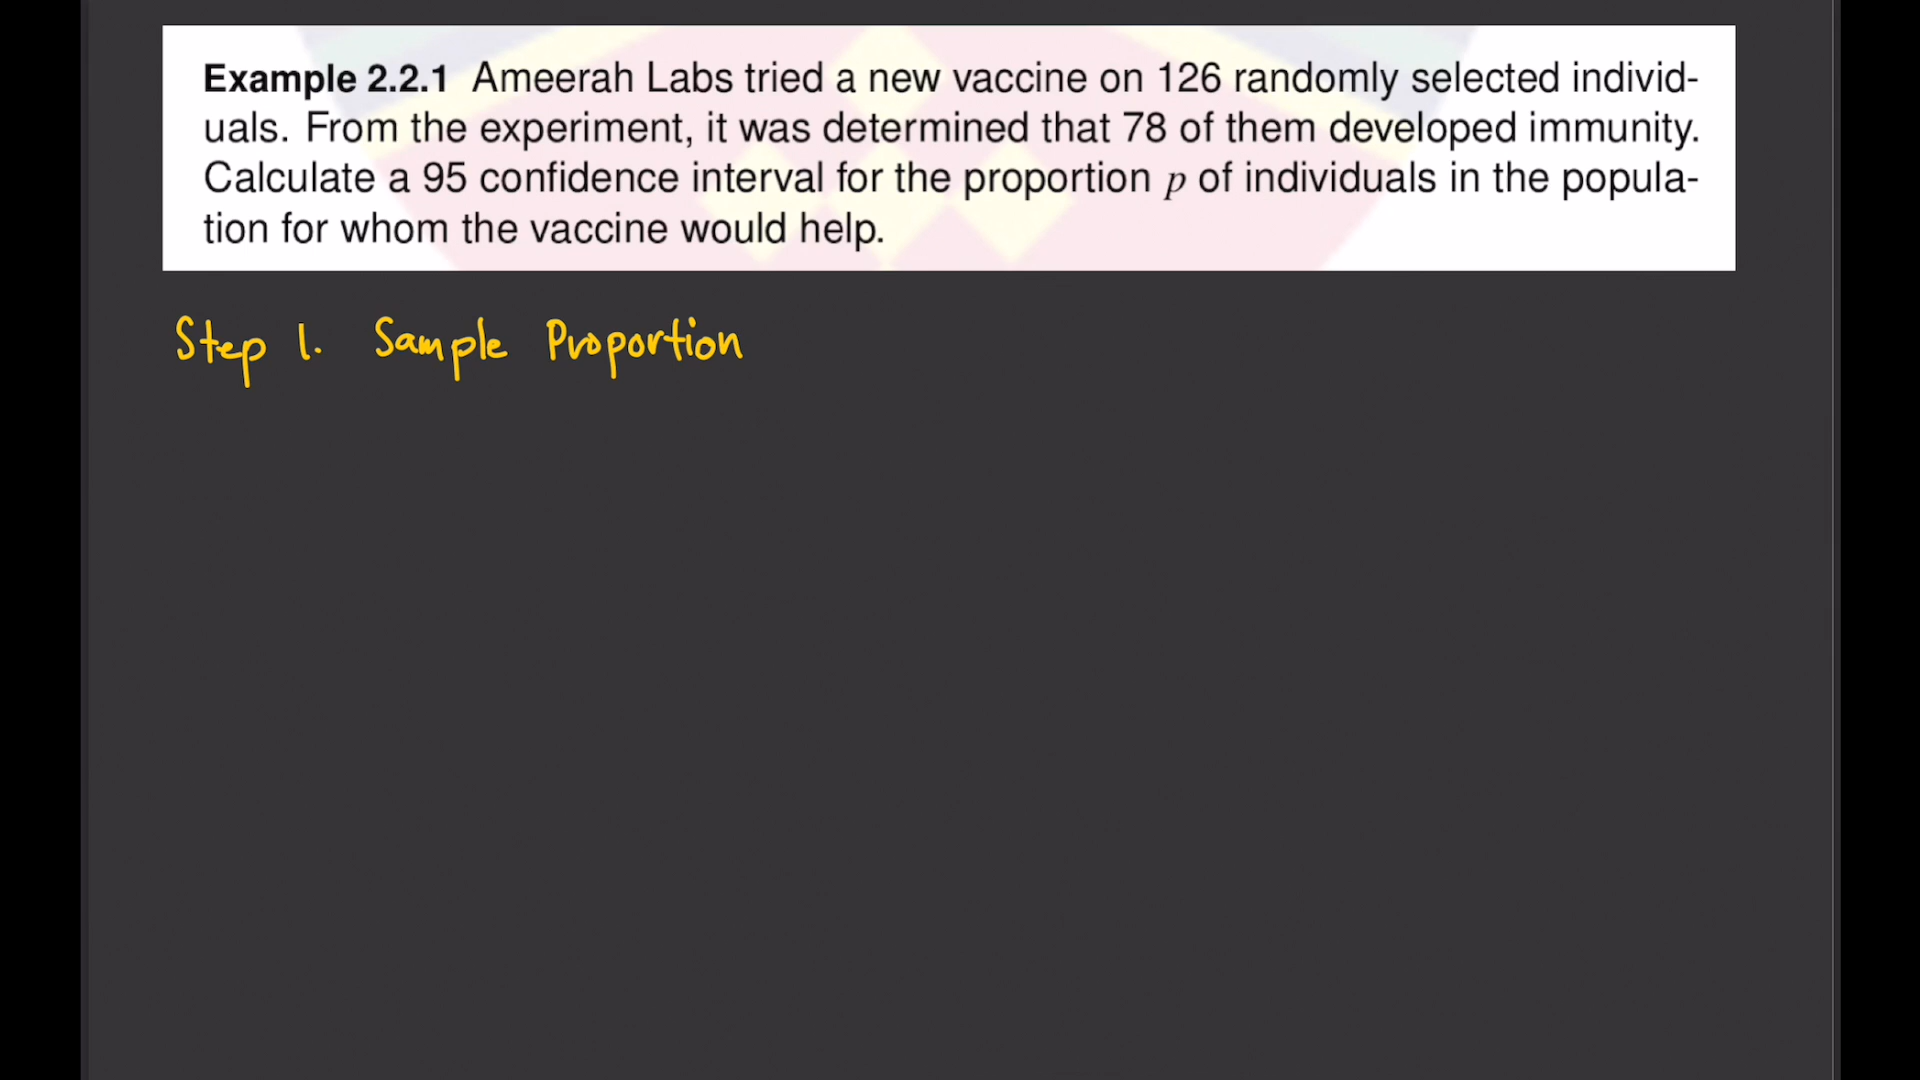 Example 2.2.1 Ameerah Labs tried a new vaccine on 126 randomly selected individ-
uals. From the experiment, it was determined that 78 of them developed immunity.
Calculate a 95 confidence interval for the proportion p of individuals in the popula-
tion for whom the vaccine would help.
Step 1. Sample Proportion